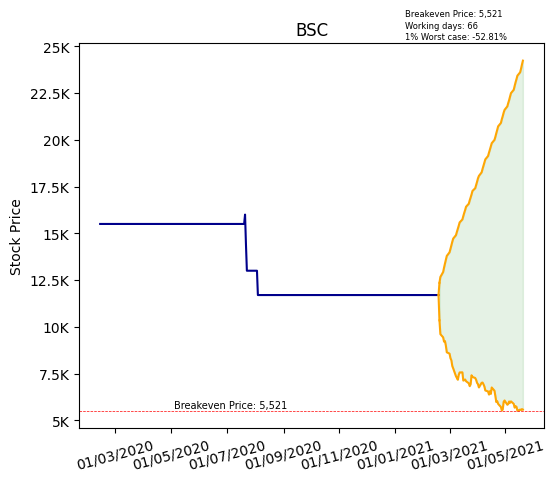 Breakeven Price: 5,521
Working days: 66
1% Worst case: -52.81%
BSC
Stock Price
25K
22.5K
20K
17.5K
15K
12.5K
10K
7.5K
5K
Breakeven Price: 5,521
01/03/2020
01/05/2020
01/07/2020
01/09/2020
01/11/2020
01/01/2021
01/03/2021
01/05/2021